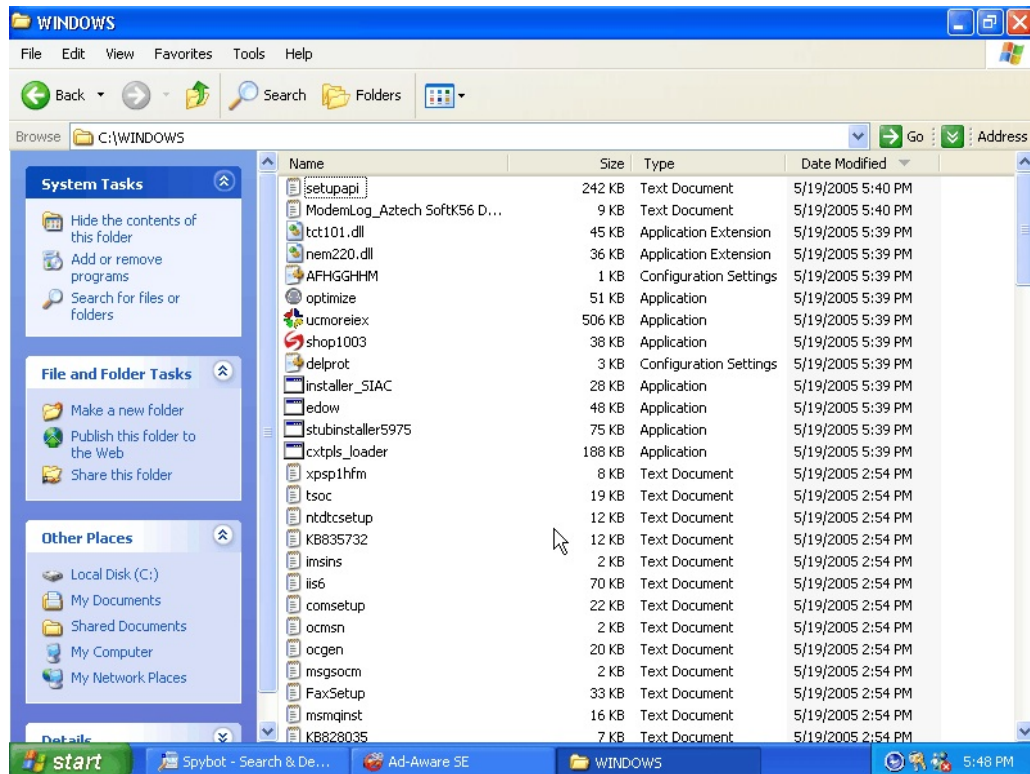 WINDOWS
File Edit View Favorites Tools Help
Back Search Folders
Browse C:\WINDOWS Go Address
System Tasks
Hide the contents of
this folder
Add or remove
programs
Search for files or
folders
File and Folder Tasks
Make a new folder
Publish this folder to
the Web
Share this folder
Other Places
Local Disk (C:)
My Documents
Shared Documents
My Computer
My Network Places
Details
Name Size Type Date Modified
setupapi 242 KB Text Document 5/19/2005 5:40 PM
ModemLog_Aztech SoftK56 D... 9 KB Text Document 5/19/2005 5:40 PM
tct101.dll 45 KB Application Extension 5/19/2005 5:39 PM
nem220.dll 36 KB Application Extension 5/19/2005 5:39 PM
AFHGGHHM 1 KB Configuration Settings 5/19/2005 5:39 PM
optimize 51 KB Application 5/19/2005 5:39 PM
ucmoreiex 506 KB Application 5/19/2005 5:39 PM
shop1003 38 KB Application 5/19/2005 5:39 PM
delprot 3 KB Configuration Settings 5/19/2005 5:39 PM
installer_SIAC 28 KB Application 5/19/2005 5:39 PM
edow 48 KB Application 5/19/2005 5:39 PM
stubinstaller5975 75 KB Application 5/19/2005 5:39 PM
cxtpls_loader 188 KB Application 5/19/2005 5:39 PM
xpsp1hfm 8 KB Text Document 5/19/2005 2:54 PM
tsoc 19 KB Text Document 5/19/2005 2:54 PM
ntdtcsetup 12 KB Text Document 5/19/2005 2:54 PM
KB835732 12 KB Text Document 5/19/2005 2:54 PM
imsins 2 KB Text Document 5/19/2005 2:54 PM
iis6 70 KB Text Document 5/19/2005 2:54 PM
comsetup 22 KB Text Document 5/19/2005 2:54 PM
ocmsn 2 KB Text Document 5/19/2005 2:54 PM
ocgen 20 KB Text Document 5/19/2005 2:54 PM
msgsocm 2 KB Text Document 5/19/2005 2:54 PM
FaxSetup 33 KB Text Document 5/19/2005 2:54 PM
msmqinst 16 KB Text Document 5/19/2005 2:54 PM
KB828035 7 KB Text Document 5/19/2005 2:54 PM
start Spybot - Search & De... Ad-Aware SE WINDOWS 5:48 PM